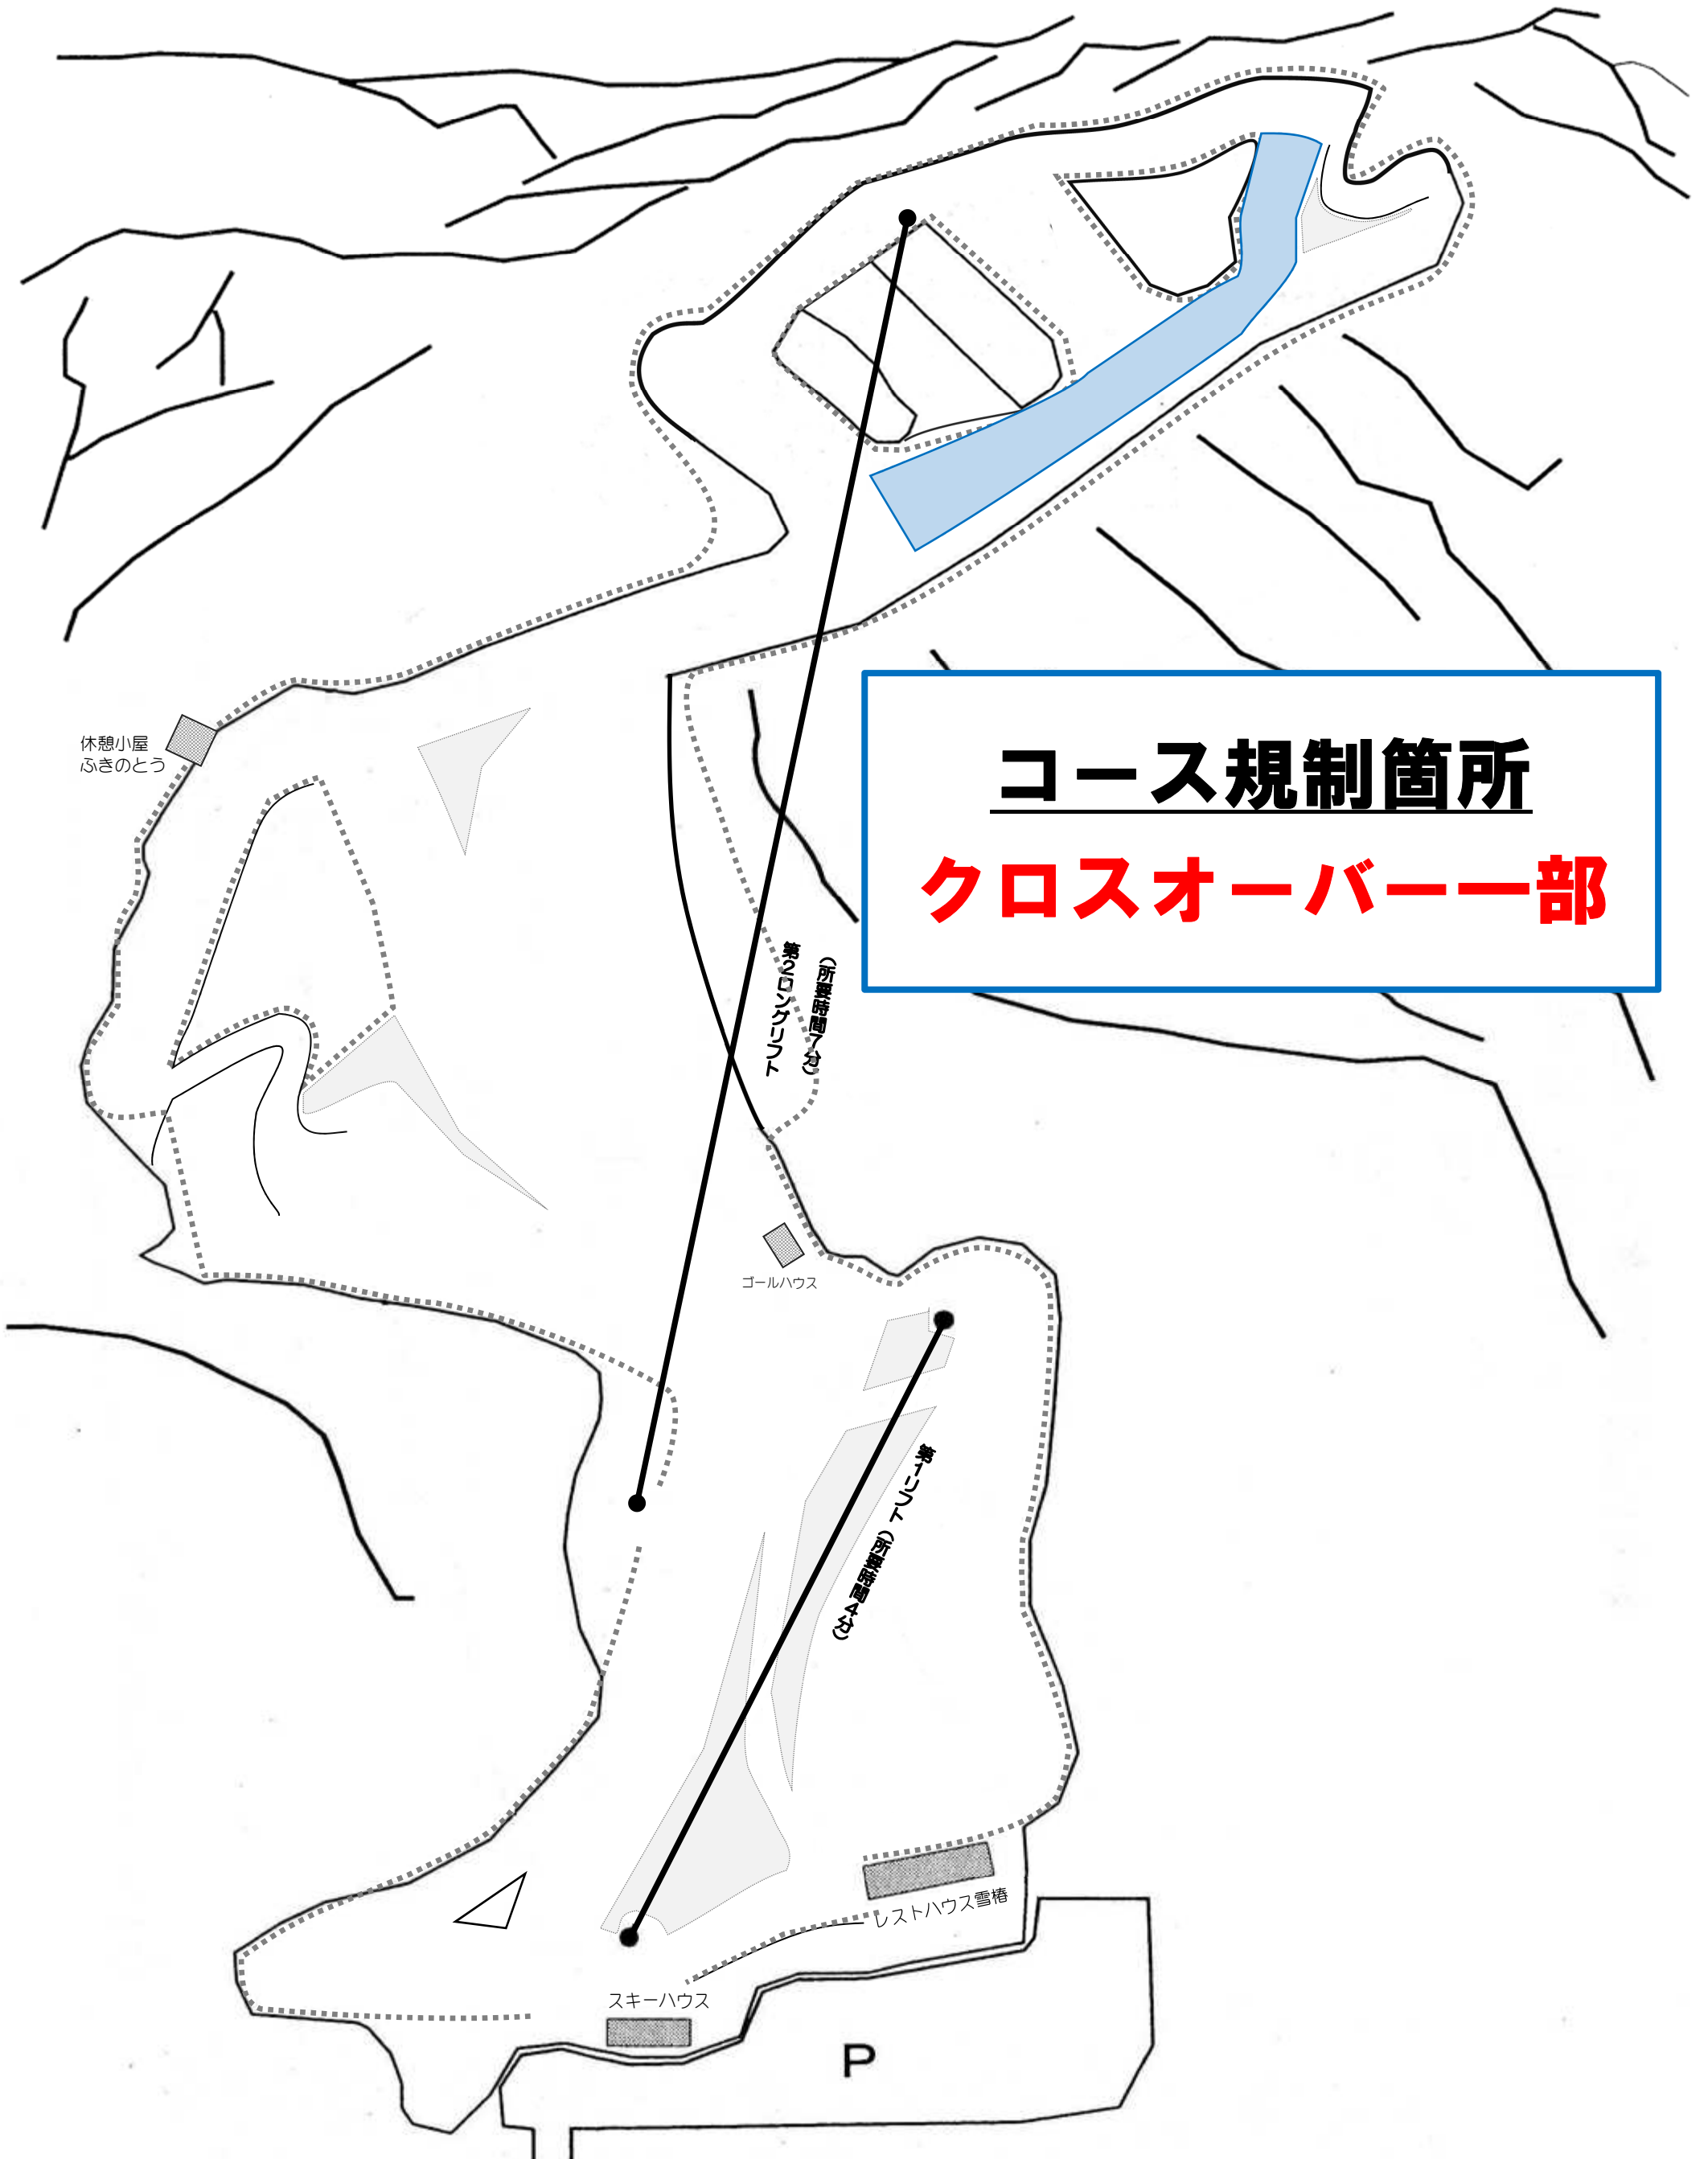 休憩小屋
ふきのとう
コース規制箇所
クロスオーバー一部
第2ロングリフト
(所要時間7分)
ゴールハウス
第1リフト(所要時間4分)
レストハウス雪椿
スキーハウス
P